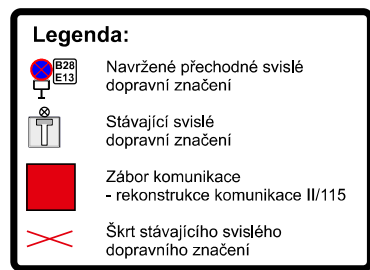 Legenda:
B28
E13
Navržené přechodné svislé
dopravní značení
Stávající svislé
dopravní značení
Zábor komunikace
- rekonstrukce komunikace II/115
Škrt stávajícího svislého
dopravního značení